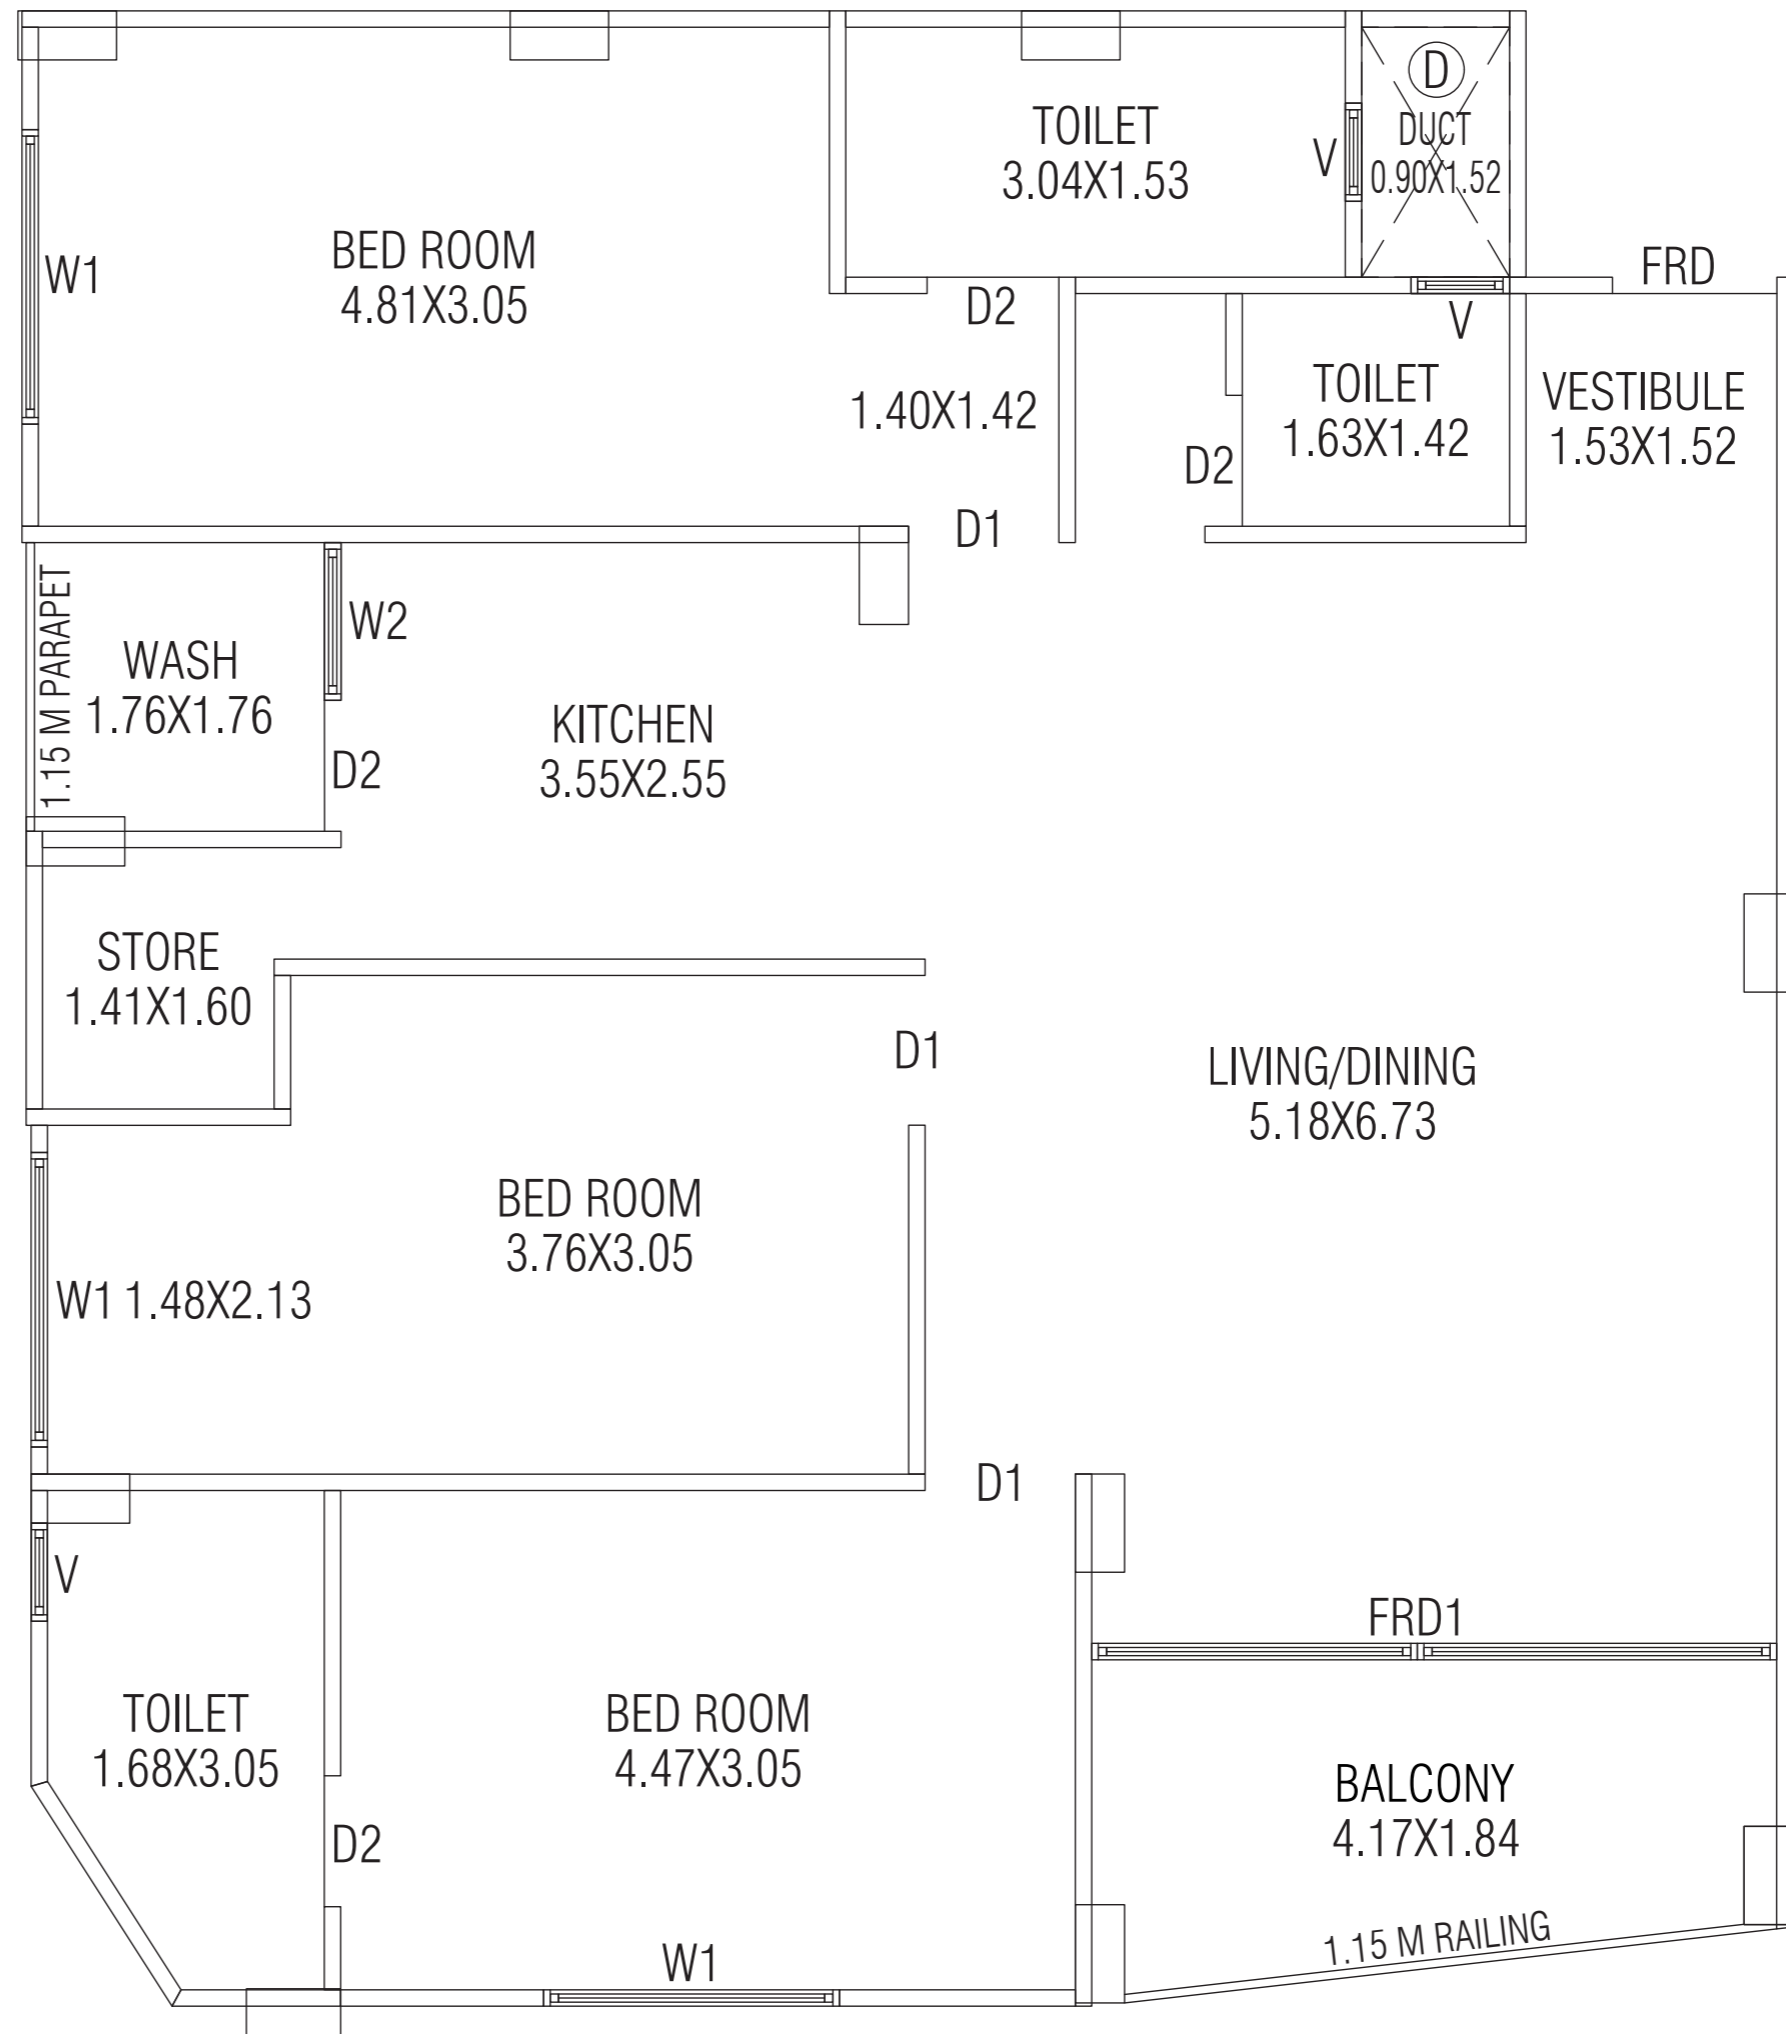 D
TOILET
3.04X1.53
V
DUCT
0.90X1.52
BED ROOM
4.81X3.05
W1
FRD
D2
V
1.40X1.42
TOILET
1.63X1.42
VESTIBULE
1.53X1.52
D2
D1
1.15 M PARAPET
W2
WASH
1.76X1.76
KITCHEN
3.55X2.55
D2
STORE
1.41X1.60
D1
LIVING/DINING
5.18X6.73
BED ROOM
3.76X3.05
W1 1.48X2.13
D1
V
FRD1
TOILET
1.68X3.05
BED ROOM
4.47X3.05
BALCONY
4.17X1.84
D2
1.15 M RAILING
W1